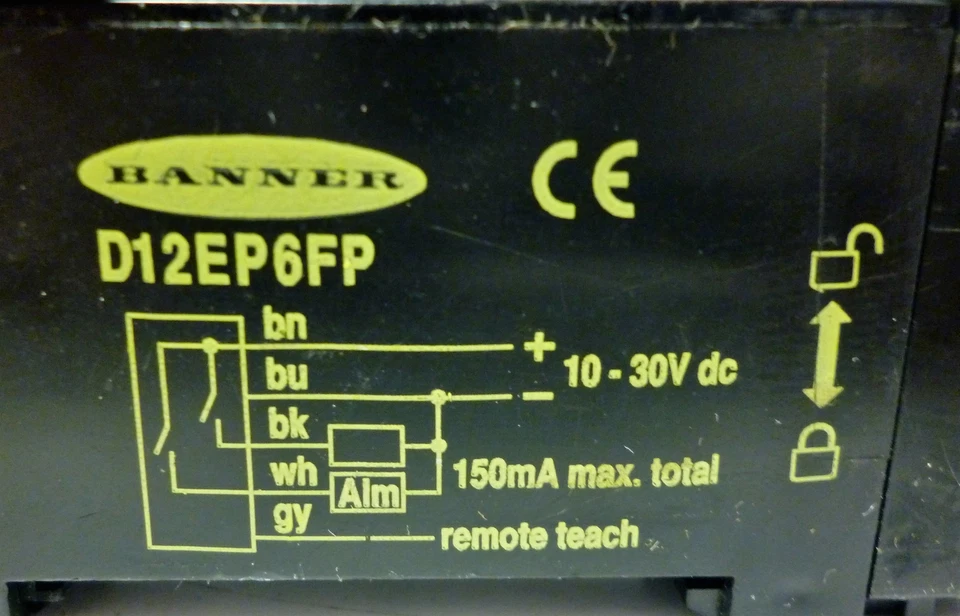 BANNER
CE
D12EP6FP
bn
+
10 - 30V dc
bu
-
bk
wh
Alm
150mA max. total
gy
remote teach